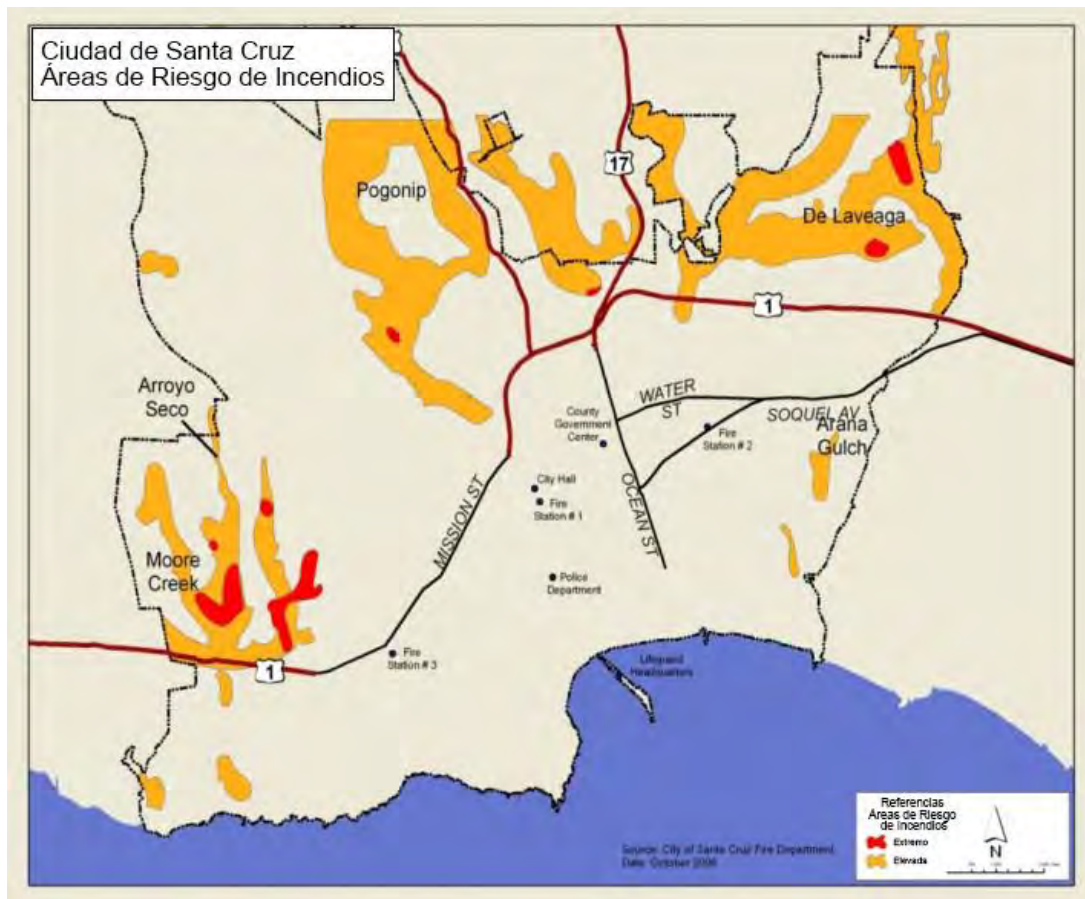 Ciudad de Santa Cruz
Áreas de Riesgo de Incendios
17
Pogonip
De Laveaga
1
Arroyo
Seco
WATER
ST
SOQUEL AV
County
Government
Center
Fire
Station # 2
Arana
Gulch
City Hall
Fire
Station # 1
MISSION ST
OCEAN ST
Moore
Creek
Police
Department
Fire
Station # 3
1
Lifeguard
Headquarters
Referencias
Areas de Riesgo
de Incendios
Extremo
Elevada
N
Source: City of Santa Cruz Fire Department,
Date: October